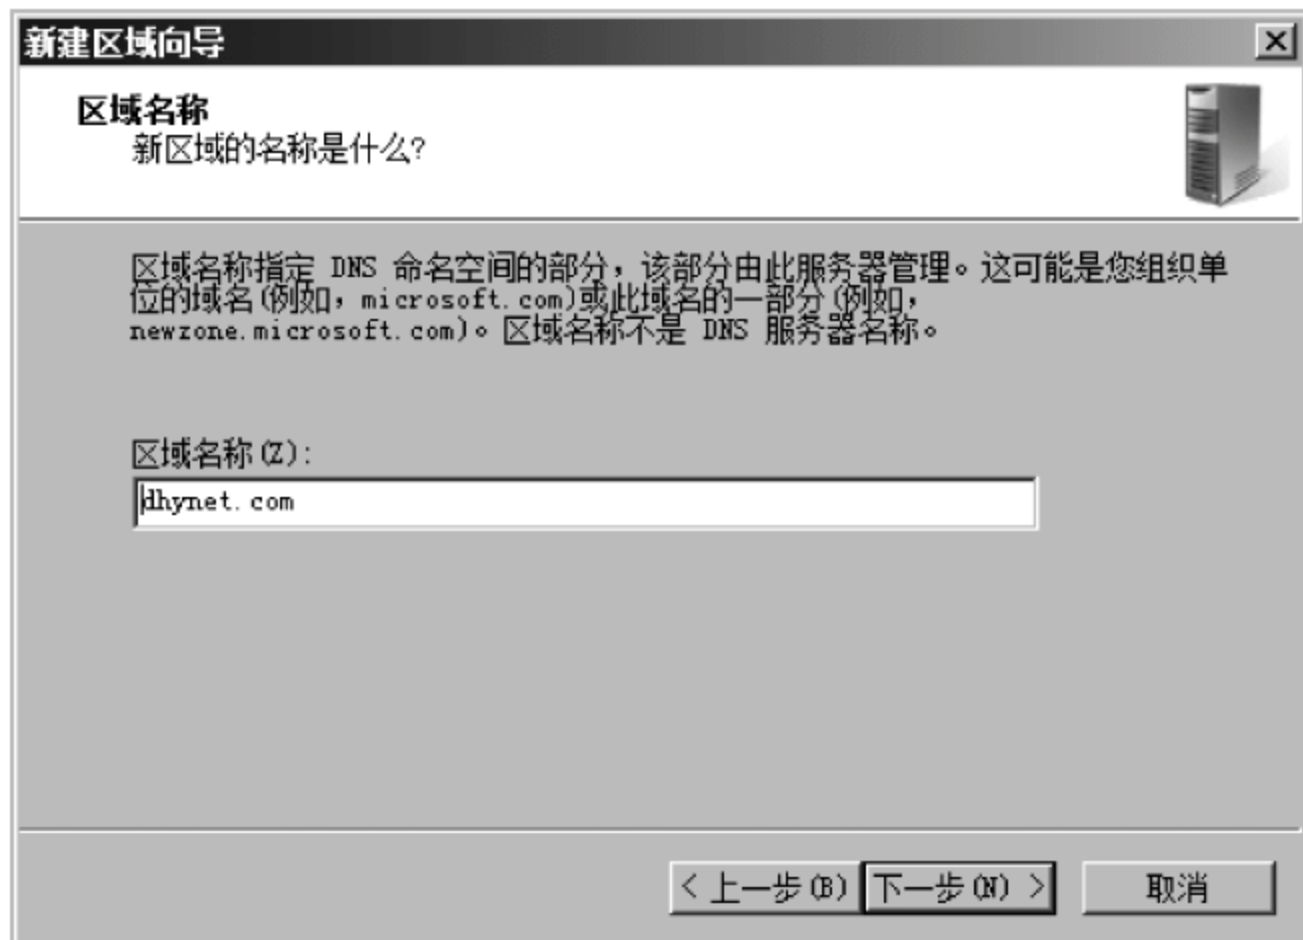 新建区域向导
区域名称
新区域的名称是什么?
区域名称指定 DNS 命名空间的部分，该部分由此服务器管理。这可能是您组织单
位的域名(例如，microsoft.com)或此域名的一部分(例如，
newzone.microsoft.com)。区域名称不是 DNS 服务器名称。
区域名称(Z):
dhynet.com
< 上一步(B) 下一步(N) > 取消